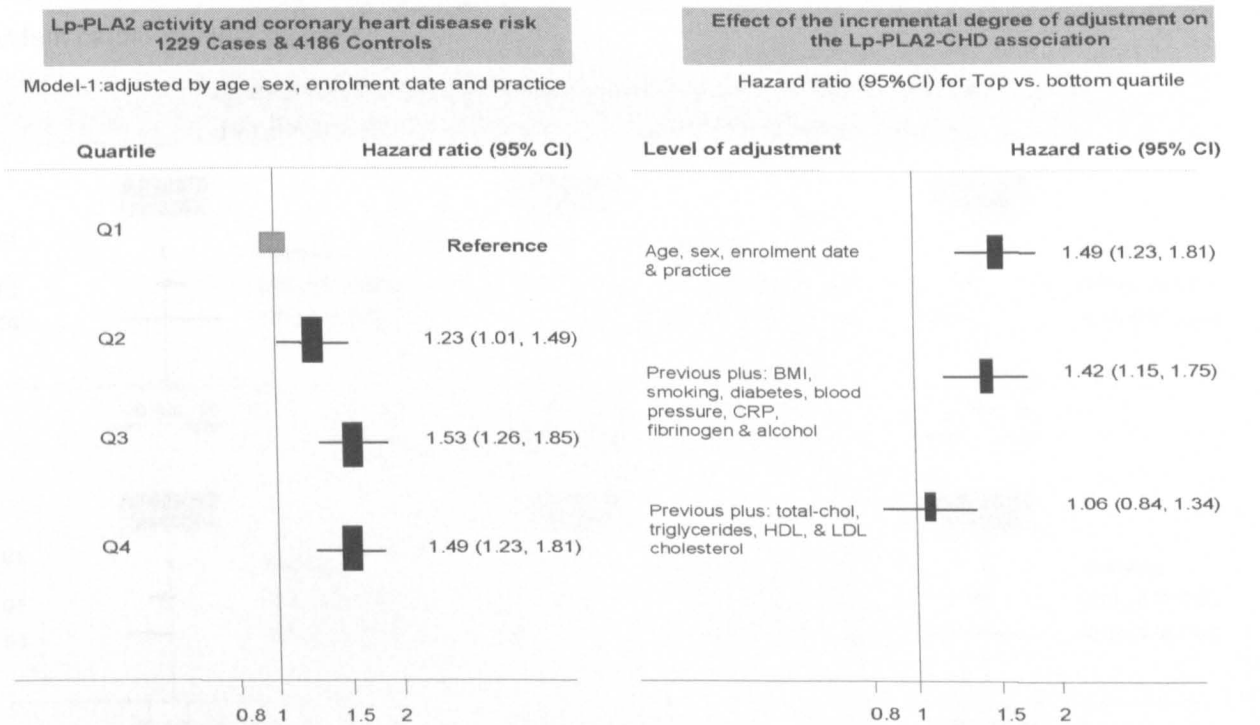 Lp-PLA2 activity and coronary heart disease risk
1229 Cases & 4186 Controls
Model-1:adjusted by age, sex, enrolment date and practice
Quartile Hazard ratio (95% CI)
Q1 Reference
Q2 1.23 (1.01, 1.49)
Q3 1.53 (1.26, 1.85)
Q4 1.49 (1.23, 1.81)
0.8 1 1.5 2
Effect of the incremental degree of adjustment on
the Lp-PLA2-CHD association
Hazard ratio (95%CI) for Top vs. bottom quartile
Level of adjustment Hazard ratio (95% CI)
Age, sex, enrolment date 1.49 (1.23, 1.81)
& practice
Previous plus: BMI, 1.42 (1.15, 1.75)
smoking, diabetes, blood
pressure, CRP,
fibrinogen & alcohol
Previous plus: total-chol, 1.06 (0.84, 1.34)
triglycerides, HDL, & LDL
cholesterol
0.8 1 1.5 2